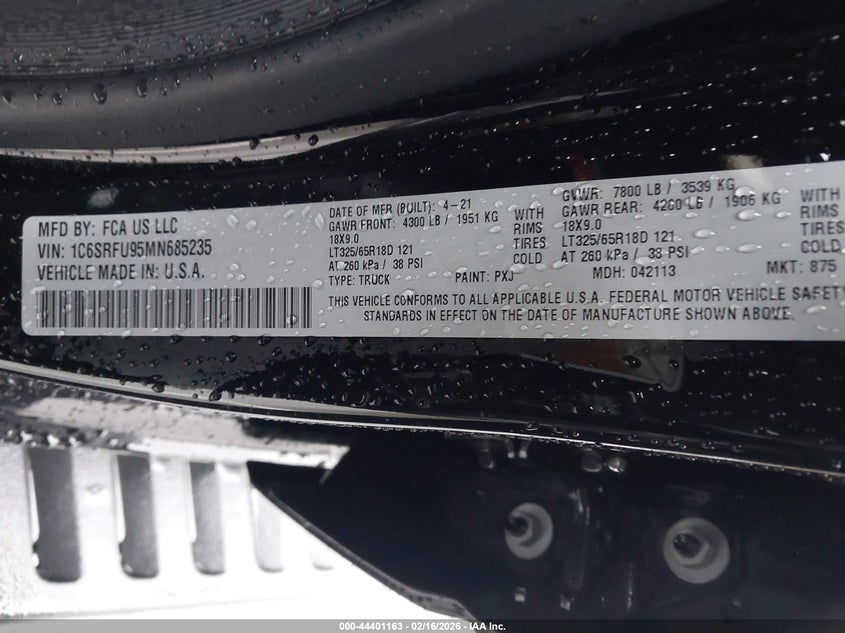 MFD BY: FCA US LLC
VIN: 1C6SRFU95MN685235
VEHICLE MADE IN U.S.A.
DATE OF MFR (BUILT): 4-21
GAWR FRONT: 4300 LB / 1951 KG
18X9.0
LT325/65R18D 121
AT 260 kPa / 38 PSI
TYPE: TRUCK
WITH
RIMS
TIRES
COLD
PAINT: PXJ
GVWR: 7800 LB / 3539 KG
GAWR REAR: 4200 LB / 1906 KG
18X9.0
LT325/65R18D 121
AT 260 kPa / 38 PSI
MDH: 042113
WITH
RIMS
TIRES
COLD
MKT: 875
THIS VEHICLE CONFORMS TO ALL APPLICABLE U.S.A. FEDERAL MOTOR VEHICLE SAFETY
STANDARDS IN EFFECT ON THE DATE OF MANUFACTURE SHOWN ABOVE.
000-44401163 - 02/16/2026 - IAA Inc.